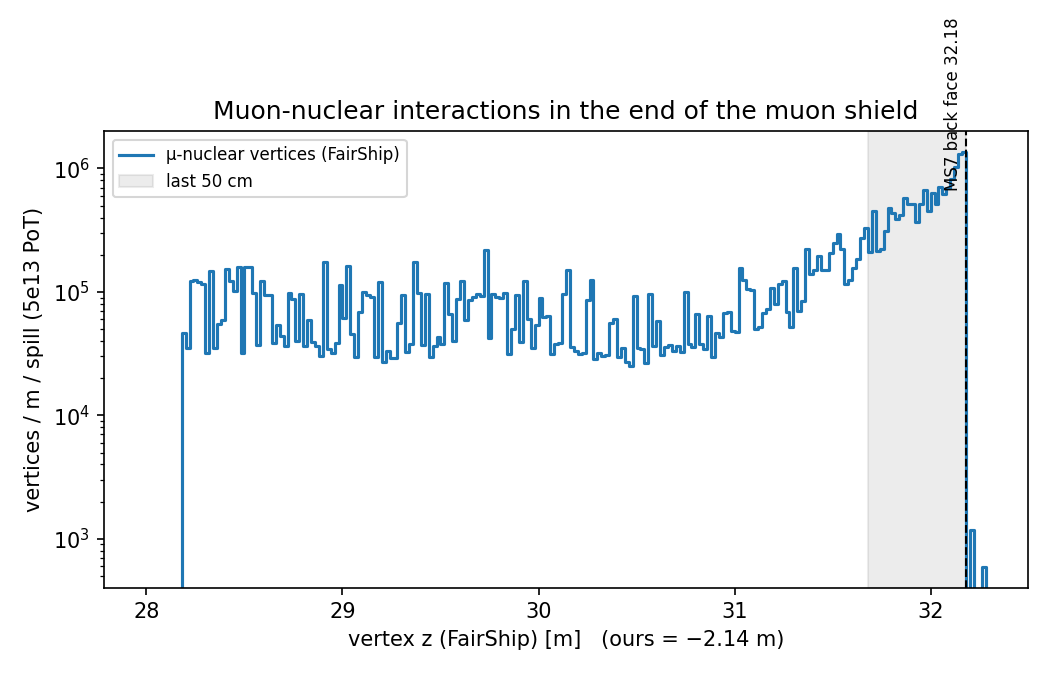 Muon-nuclear interactions in the end of the muon shield
MS7 back face 32.18
μ-nuclear vertices (FairShip)
last 50 cm
vertices / m / spill (5e13 PoT)
10⁶
10⁵
10⁴
10³
28 29 30 31 32
vertex z (FairShip) [m] (ours = −2.14 m)